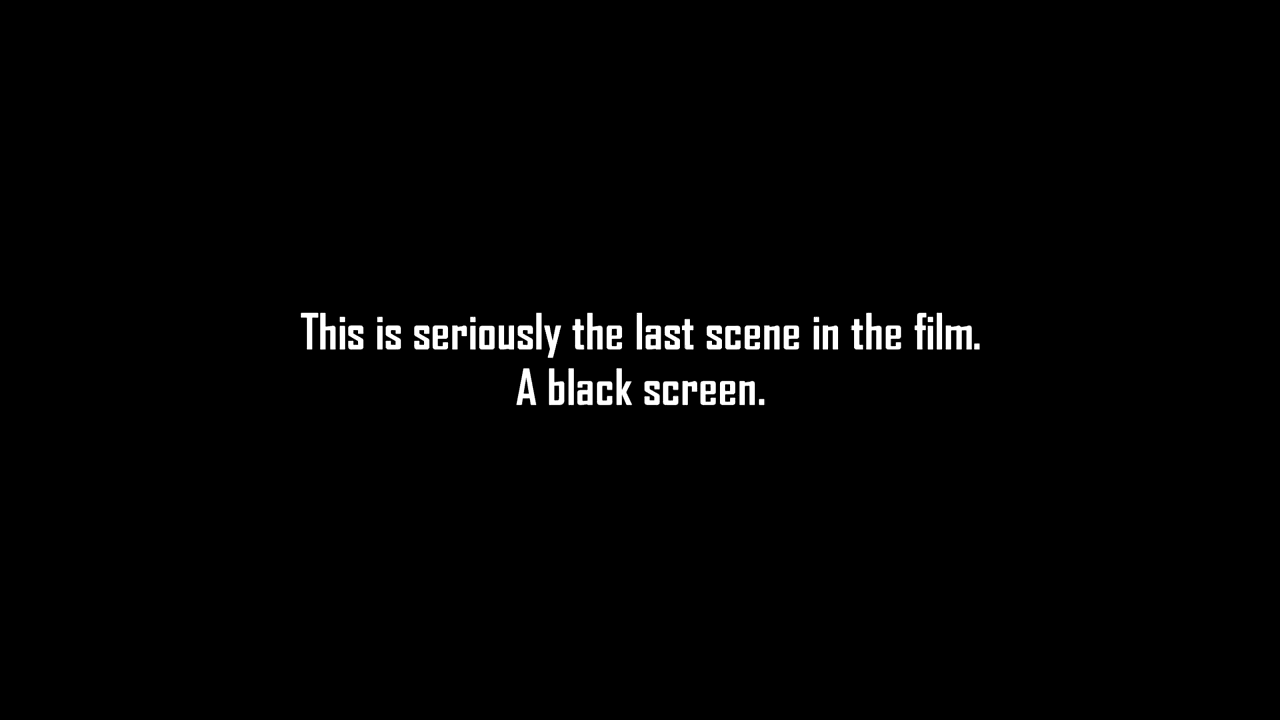 This is seriously the last scene in the film.
A black screen.